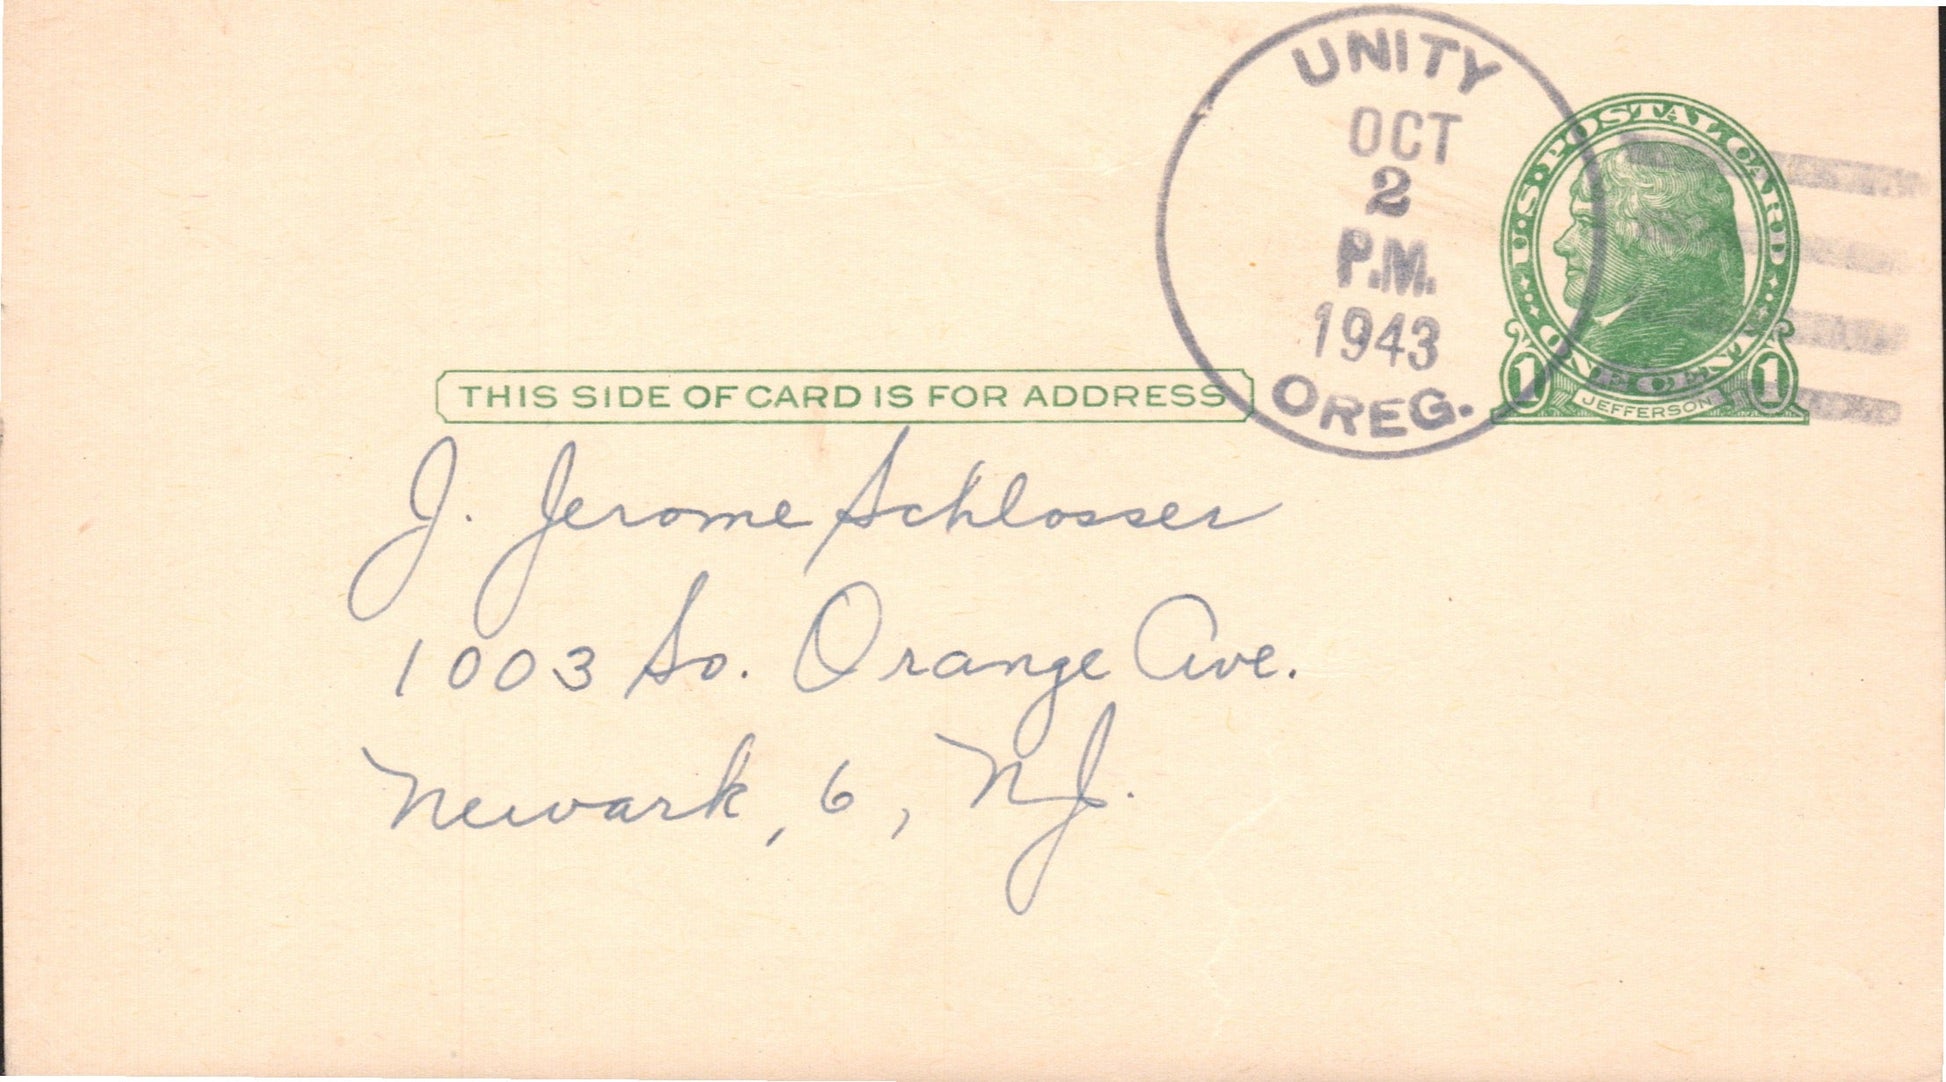 UNITY
OCT
2
P.M.
1943
OREG.
U.S. POSTAL CARD
ONE CENT
1 JEFFERSON 1
THIS SIDE OF CARD IS FOR ADDRESS
J. Jerome Schlosser
1003 So. Orange Ave.
Newark, 6, N.J.